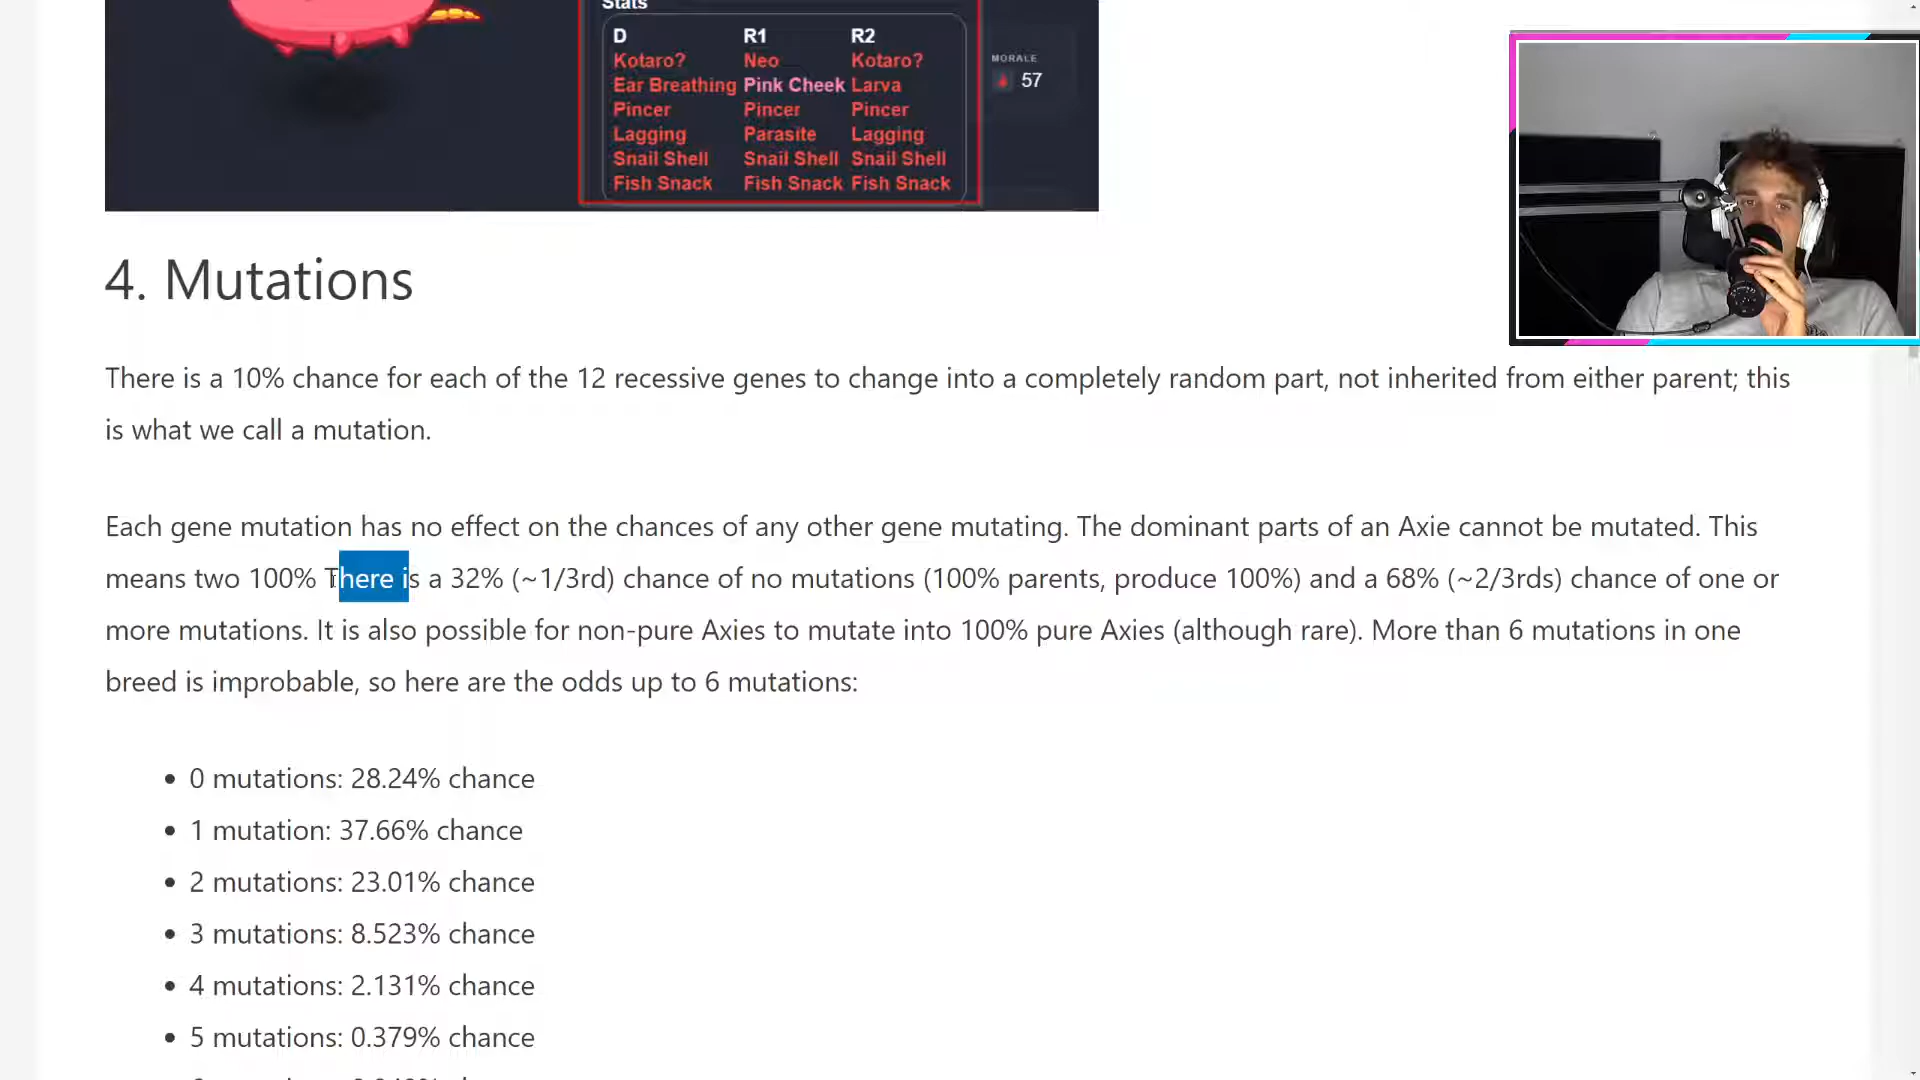 Stats
D R1 R2
Kotaro? Neo Kotaro?
Ear Breathing Pink Cheek Larva
Pincer Pincer Pincer
Lagging Parasite Lagging
Snail Shell Snail Shell Snail Shell
Fish Snack Fish Snack Fish Snack
MORALE
57
4. Mutations
There is a 10% chance for each of the 12 recessive genes to change into a completely random part, not inherited from either parent; this
is what we call a mutation.
Each gene mutation has no effect on the chances of any other gene mutating. The dominant parts of an Axie cannot be mutated. This
means two 100% There is a 32% (~1/3rd) chance of no mutations (100% parents, produce 100%) and a 68% (~2/3rds) chance of one or
more mutations. It is also possible for non-pure Axies to mutate into 100% pure Axies (although rare). More than 6 mutations in one
breed is improbable, so here are the odds up to 6 mutations:
• 0 mutations: 28.24% chance
• 1 mutation: 37.66% chance
• 2 mutations: 23.01% chance
• 3 mutations: 8.523% chance
• 4 mutations: 2.131% chance
• 5 mutations: 0.379% chance